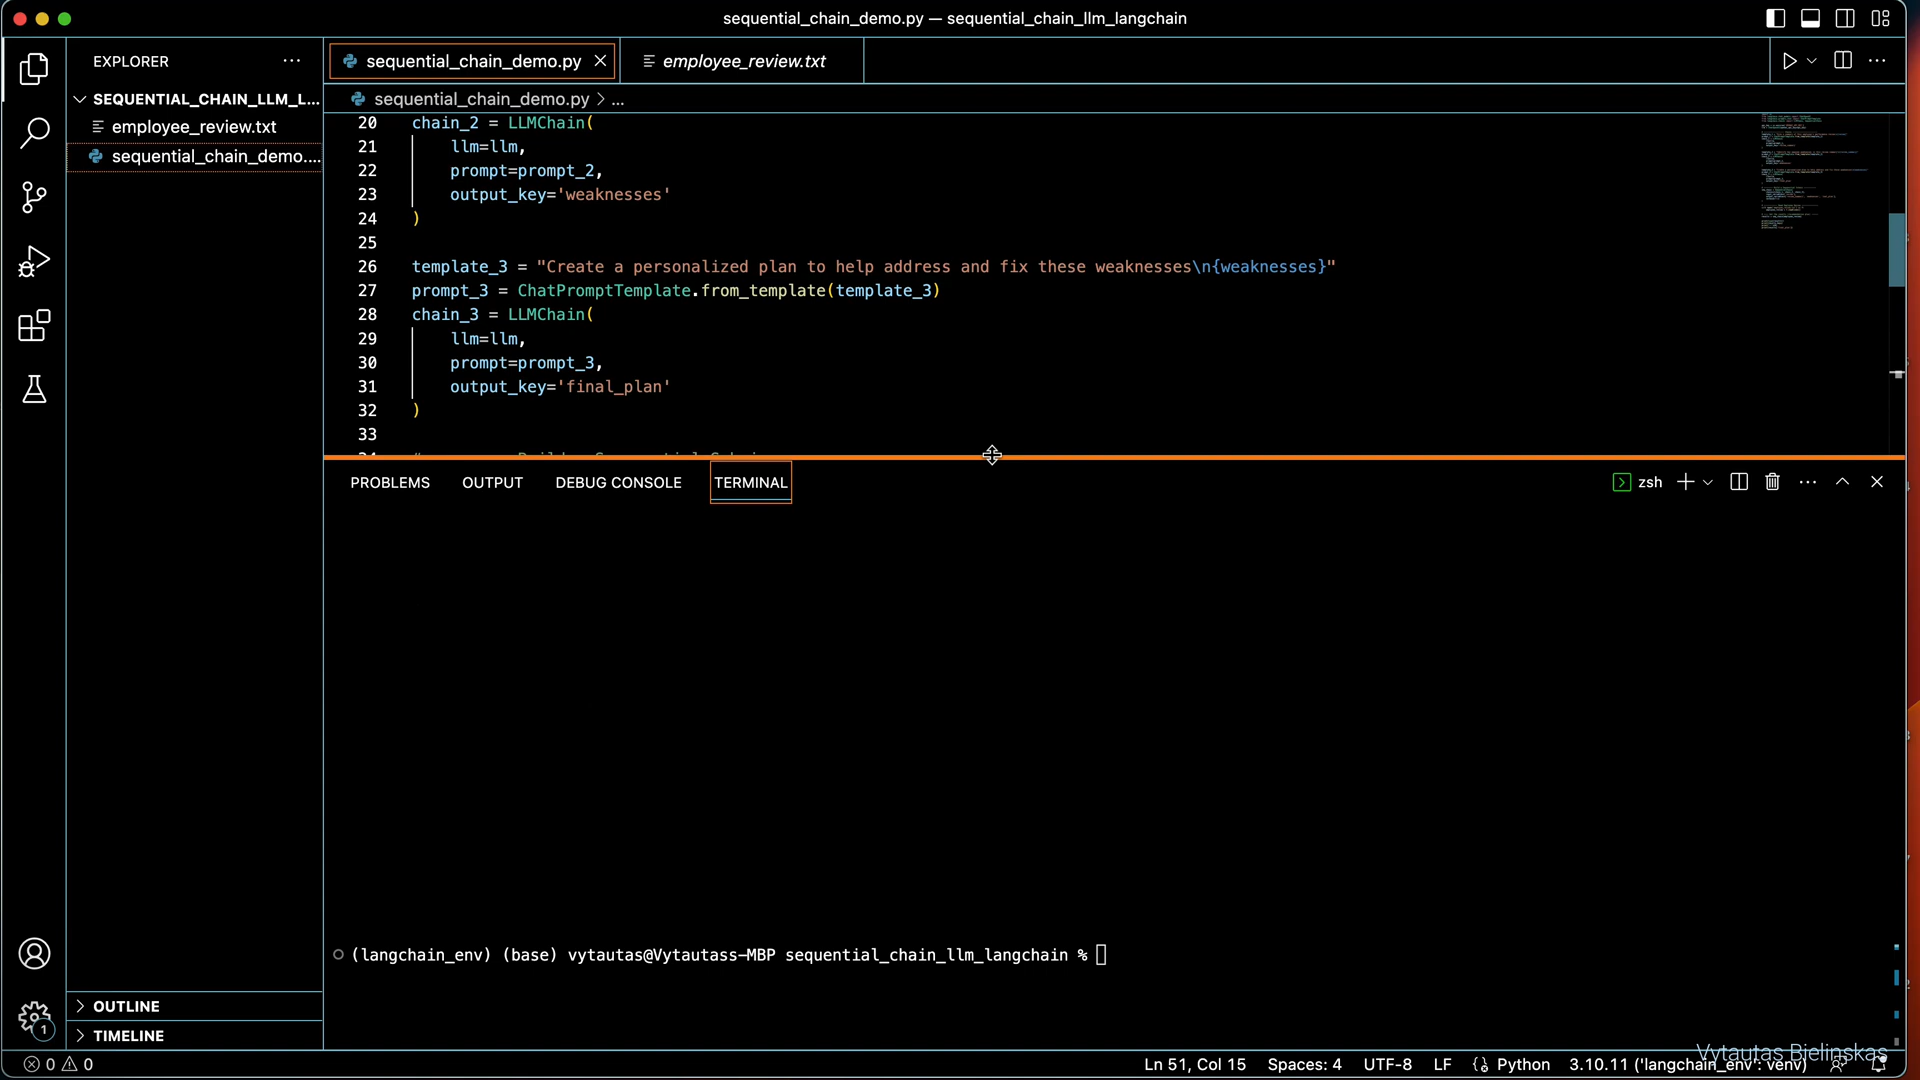 sequential_chain_demo.py — sequential_chain_llm_langchain
EXPLORER
SEQUENTIAL_CHAIN_LLM_L...
employee_review.txt
sequential_chain_demo....
OUTLINE
TIMELINE
sequential_chain_demo.py
employee_review.txt
sequential_chain_demo.py > ...
20 chain_2 = LLMChain(
21 llm=llm,
22 prompt=prompt_2,
23 output_key='weaknesses'
24 )
25
26 template_3 = "Create a personalized plan to help address and fix these weaknesses\n{weaknesses}"
27 prompt_3 = ChatPromptTemplate.from_template(template_3)
28 chain_3 = LLMChain(
29 llm=llm,
30 prompt=prompt_3,
31 output_key='final_plan'
32 )
33
PROBLEMS OUTPUT DEBUG CONSOLE TERMINAL
zsh
(langchain_env) (base) vytautas@Vytautass-MBP sequential_chain_llm_langchain %
1
0 0
Ln 51, Col 15 Spaces: 4 UTF-8 LF Python 3.10.11 ('langchain_env': venv)
Vytautas Bielinskas